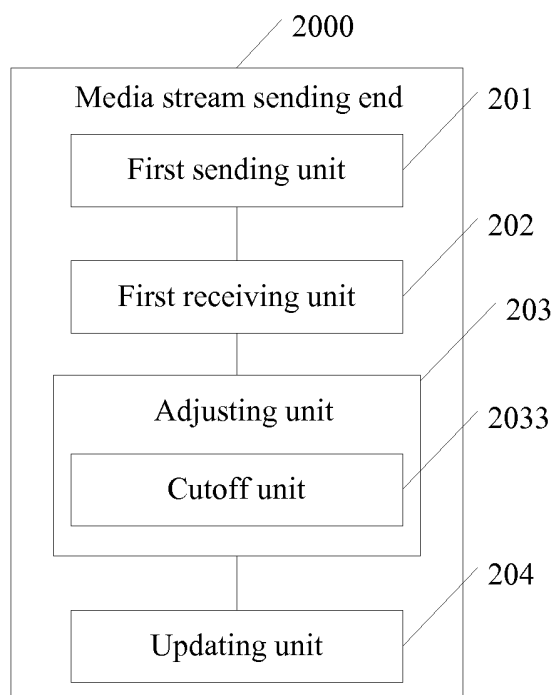 2000
Media stream sending end
201
First sending unit
202
First receiving unit
203
Adjusting unit
2033
Cutoff unit
204
Updating unit